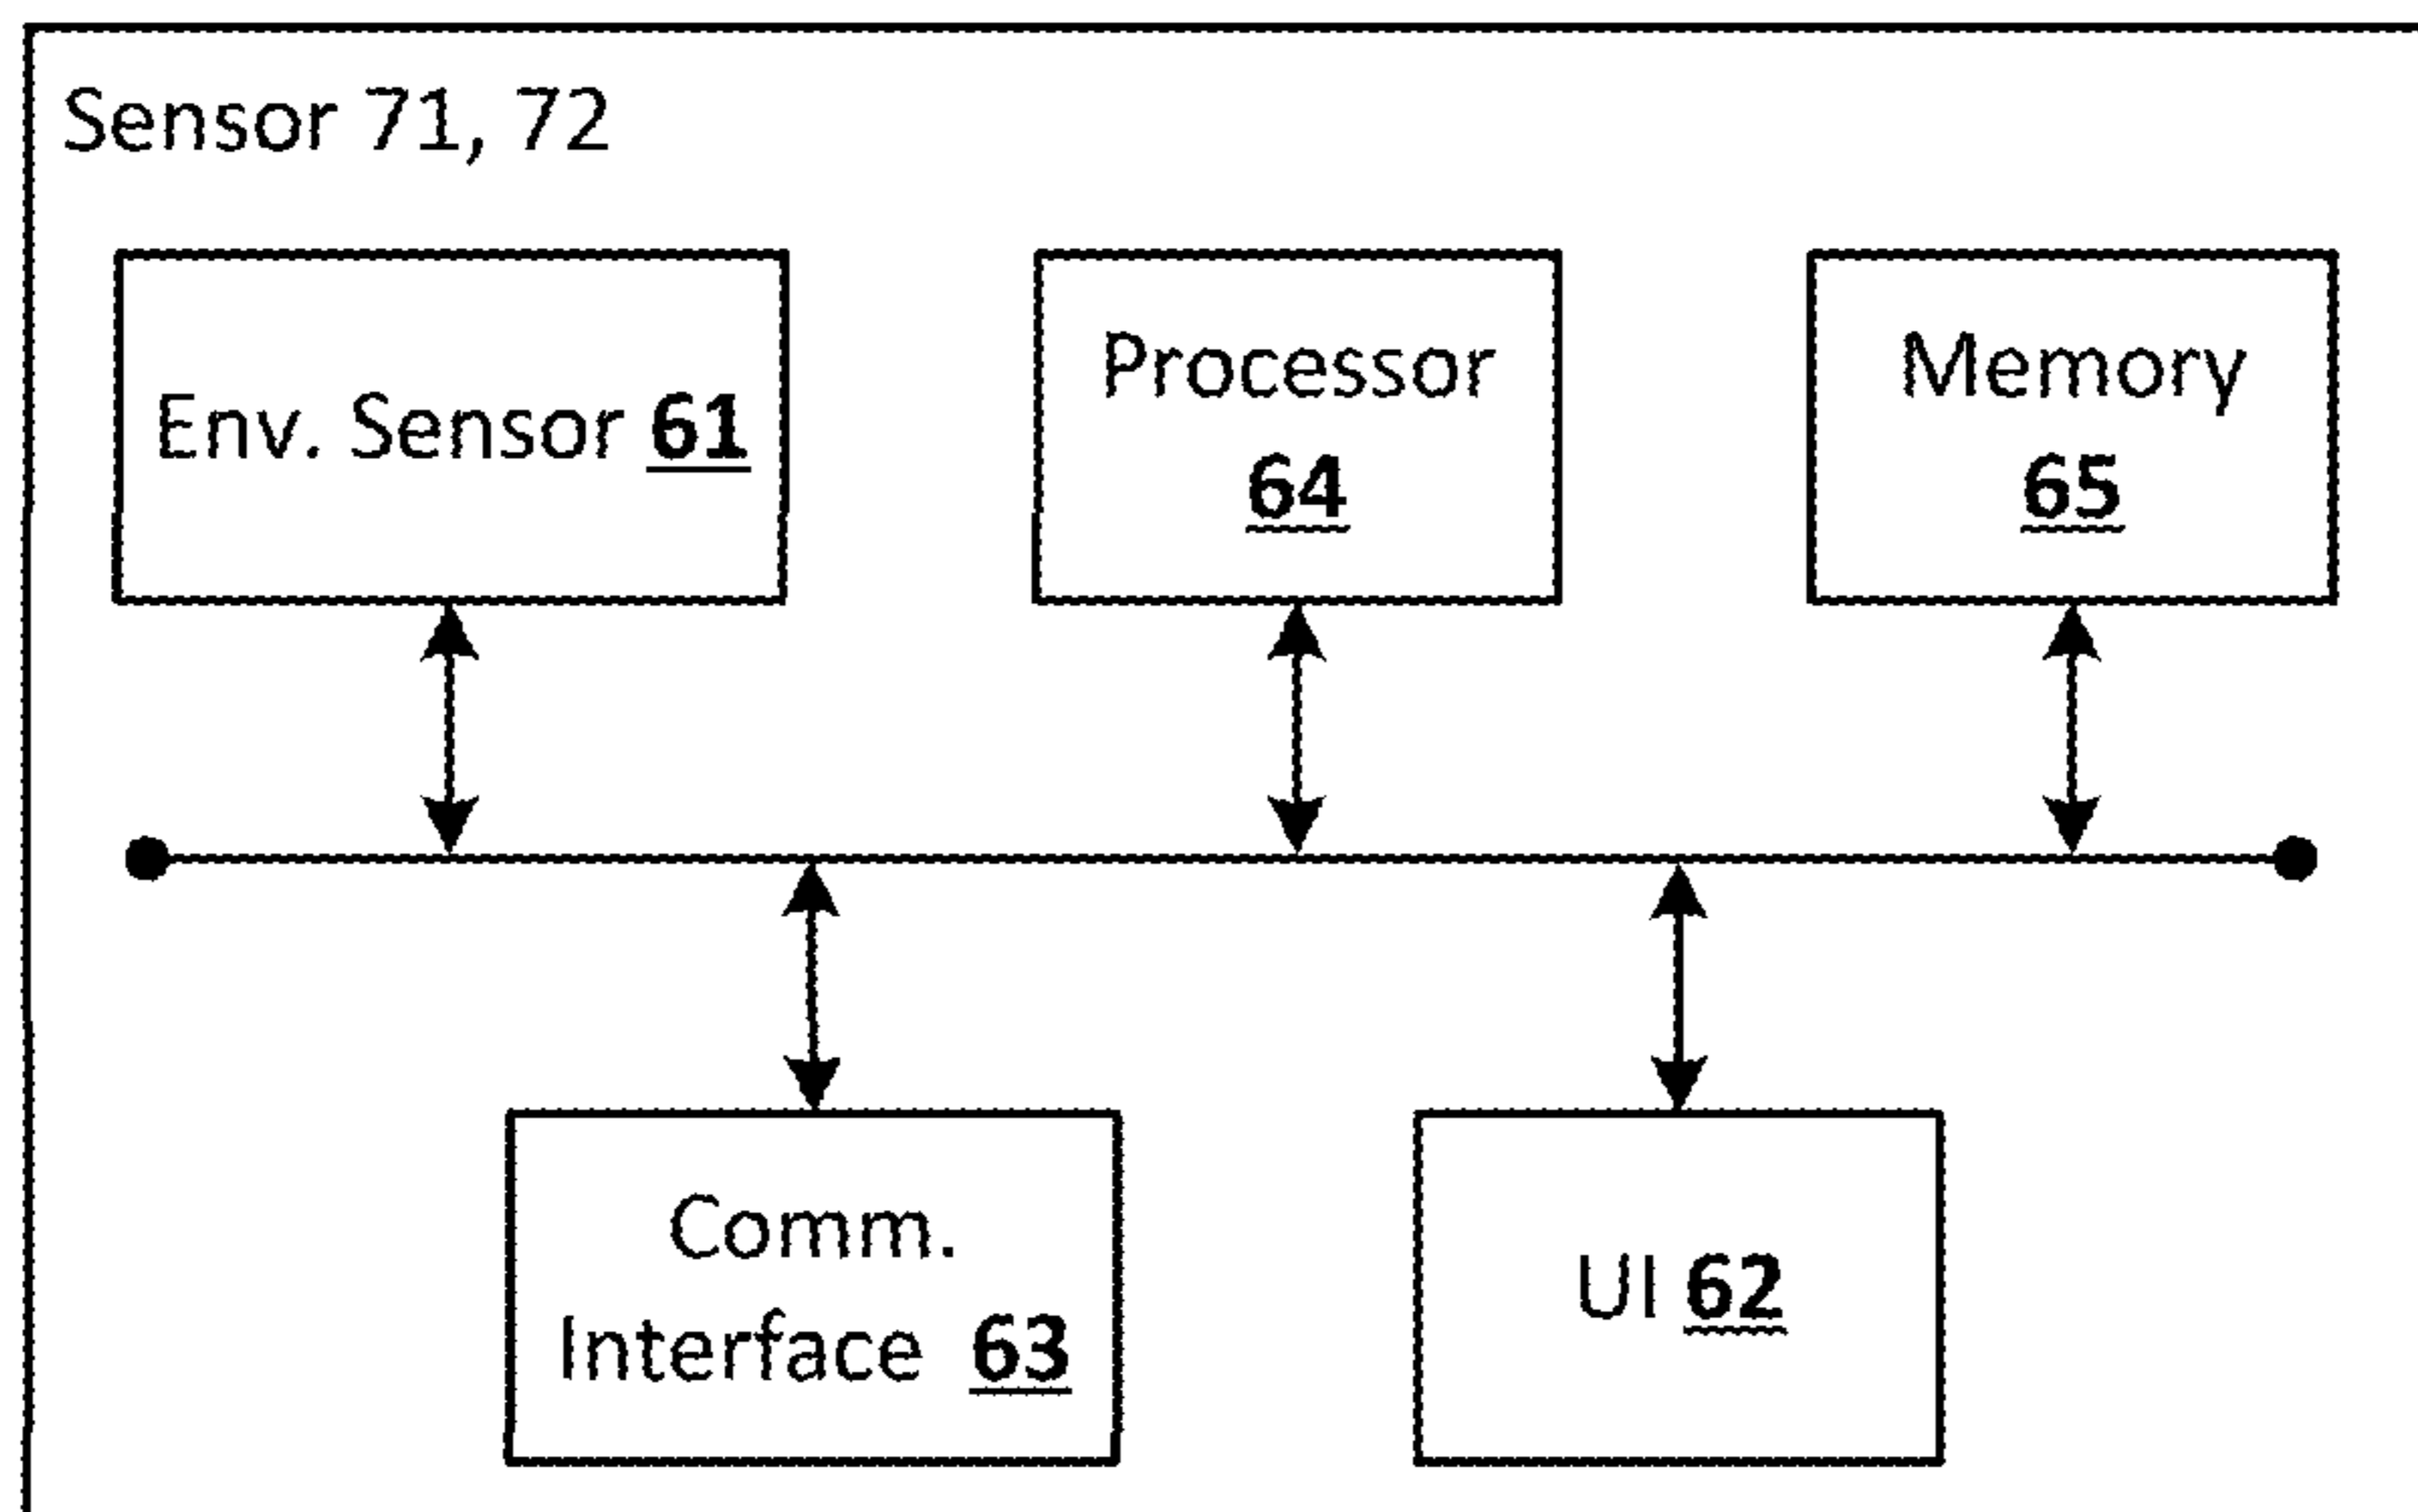 Sensor 71, 72
Env. Sensor 61
Processor
64
Memory
65
Comm.
Interface 63
UI 62